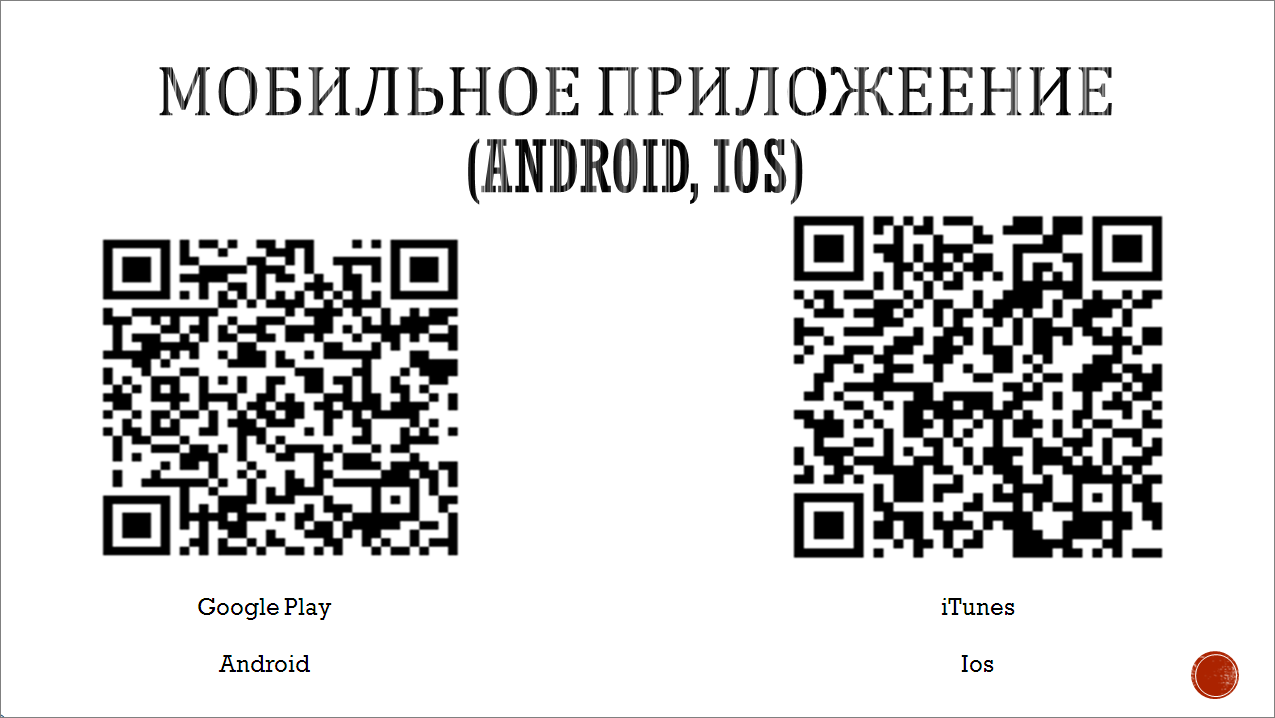 МОБИЛЬНОЕ ПРИЛОЖЕЕНИЕ
(ANDROID, IOS)
Google Play
iTunes
Android
Ios